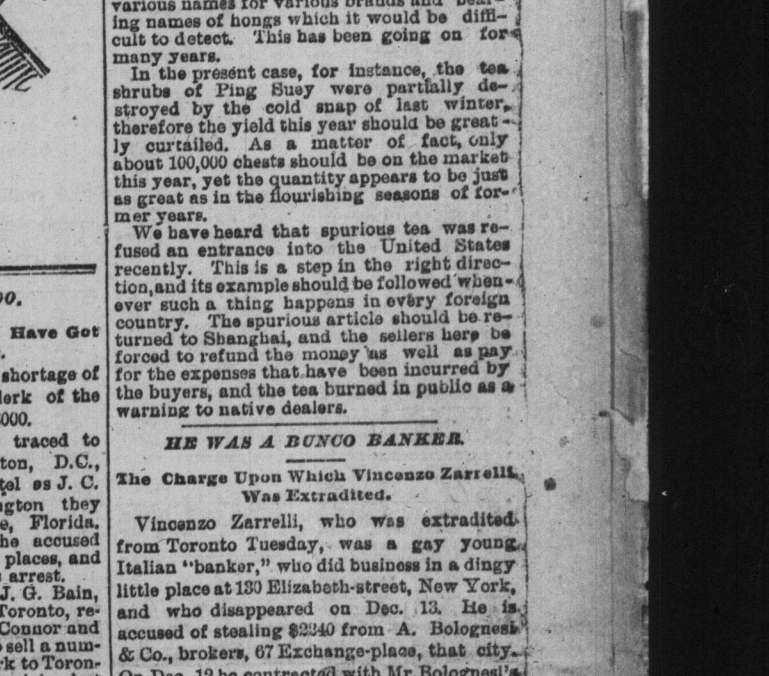 oo.
Have Got
shortage of
lerk of the
000.
traced to
ton, D.C.,
tel as J. C.
ngton they
e, Florida.
he accused
places, and
arrest.
J. G. Bain,
Toronto, re-
Connor and
sell a num-
rk to Toron-
various names for various brands and bear-
ing names of hongs which it would be diffi-
cult to detect. This has been going on for
many years.
In the present case, for instance, the tea
shrubs of Ping Suey were partially de-
stroyed by the cold snap of last winter,
therefore the yield this year should be great-
ly curtailed. As a matter of fact, only
about 100,000 chests should be on the market
this year, yet the quantity appears to be just
as great as in the flourishing seasons of for-
mer years.
We have heard that spurious tea was re-
fused an entrance into the United States
recently. This is a step in the right direc-
tion, and its example should be followed when-
ever such a thing happens in every foreign
country. The spurious article should be re-
turned to Shanghai, and the sellers here be
forced to refund the money as well as pay
for the expenses that have been incurred by
the buyers, and the tea burned in public as a
warning to native dealers.
HE WAS A BUNCO BANKER.
The Charge Upon Which Vincenzo Zarrelli
Was Extradited.
Vincenzo Zarrelli, who was extradited
from Toronto Tuesday, was a gay young
Italian "banker," who did business in a dingy
little place at 130 Elizabeth-street, New York,
and who disappeared on Dec. 13. He is
accused of stealing $2240 from A. Bolognesi
& Co., brokers, 67 Exchange-place, that city.
On Dec. 12 he contracted with Mr. Bolognesi's